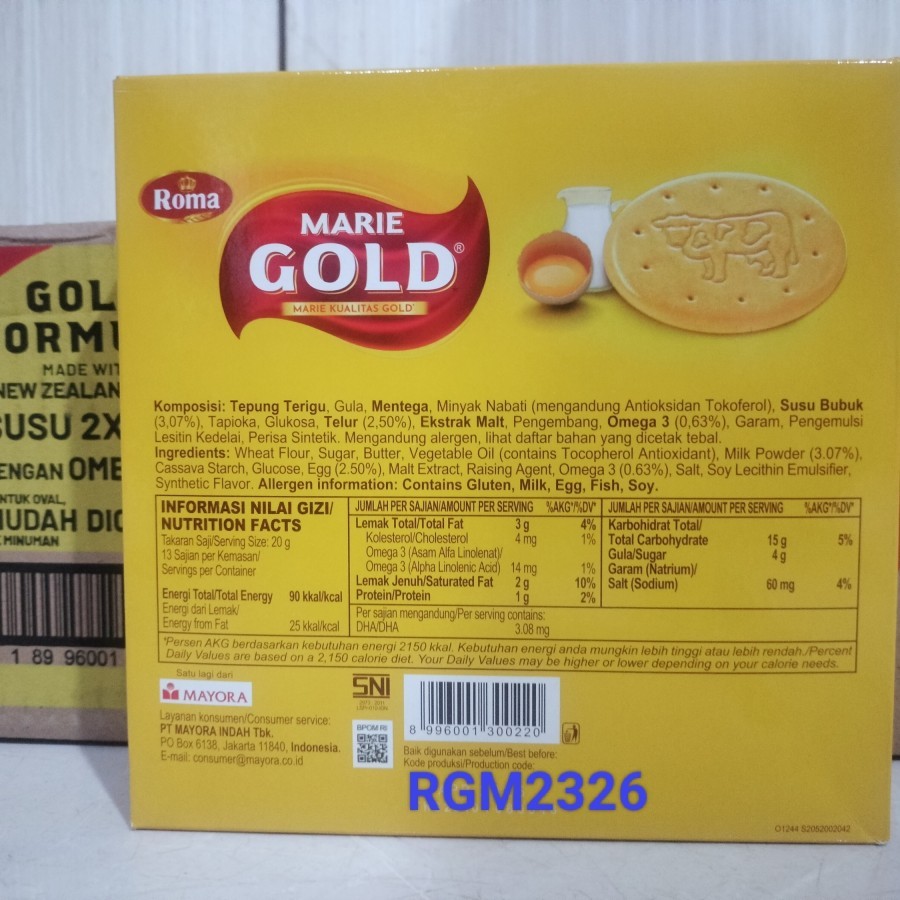 Roma
MARIE
GOLD®
MARIE KUALITAS GOLD
GOL
ORMU
MADE WIT
NEW ZEALAN
SUSU 2X
ENGAN OME
NTUK OVAL,
MUDAH DIC
MINUMAN
1 89 96001
Komposisi: Tepung Terigu, Gula, Mentega, Minyak Nabati (mengandung Antioksidan Tokoferol), Susu Bubuk
(3,07%), Tapioka, Glukosa, Telur (2,50%), Ekstrak Malt, Pengembang, Omega 3 (0,63%), Garam, Pengemulsi
Lesitin Kedelai, Perisa Sintetik. Mengandung alergen, lihat daftar bahan yang dicetak tebal.
Ingredients: Wheat Flour, Sugar, Butter, Vegetable Oil (contains Tocopherol Antioxidant), Milk Powder (3.07%),
Cassava Starch, Glucose, Egg (2.50%), Malt Extract, Raising Agent, Omega 3 (0.63%), Salt, Soy Lecithin Emulsifier,
Synthetic Flavor. Allergen information: Contains Gluten, Milk, Egg, Fish, Soy.
INFORMASI NILAI GIZI/
NUTRITION FACTS
Takaran Saji/Serving Size: 20 g
13 Sajian per Kemasan/
Servings per Container
Energi Total/Total Energy 90 kkal/kcal
Energi dari Lemak/
Energy from Fat 25 kkal/kcal
JUMLAH PER SAJIAN/AMOUNT PER SERVING %AKG*/%DV*
Lemak Total/Total Fat 3 g 4%
Kolesterol/Cholesterol 4 mg 1%
Omega 3 (Asam Alfa Linolenat)/
Omega 3 (Alpha Linolenic Acid) 14 mg 1%
Lemak Jenuh/Saturated Fat 2 g 10%
Protein/Protein 1 g 2%
JUMLAH PER SAJIAN/AMOUNT PER SERVING %AKG*/%DV*
Karbohidrat Total/
Total Carbohydrate 15 g 5%
Gula/Sugar 4 g
Garam (Natrium)/
Salt (Sodium) 60 mg 4%
Per sajian mengandung/Per serving contains:
DHA/DHA 3.08 mg
*Persen AKG berdasarkan kebutuhan energi 2150 kkal. Kebutuhan energi anda mungkin lebih tinggi atau lebih rendah./Percent
Daily Values are based on a 2,150 calorie diet. Your Daily Values may be higher or lower depending on your calorie needs.
Satu lagi dari
MAYORA
Layanan konsumen/Consumer service:
PT MAYORA INDAH Tbk.
PO Box 6138, Jakarta 11840, Indonesia.
E-mail: consumer@mayora.co.id
SNI
BPOM RI
8 996001 300220
Baik digunakan sebelum/Best before:
Kode produksi/Production code:
RGM2326
O1244 S2052002042